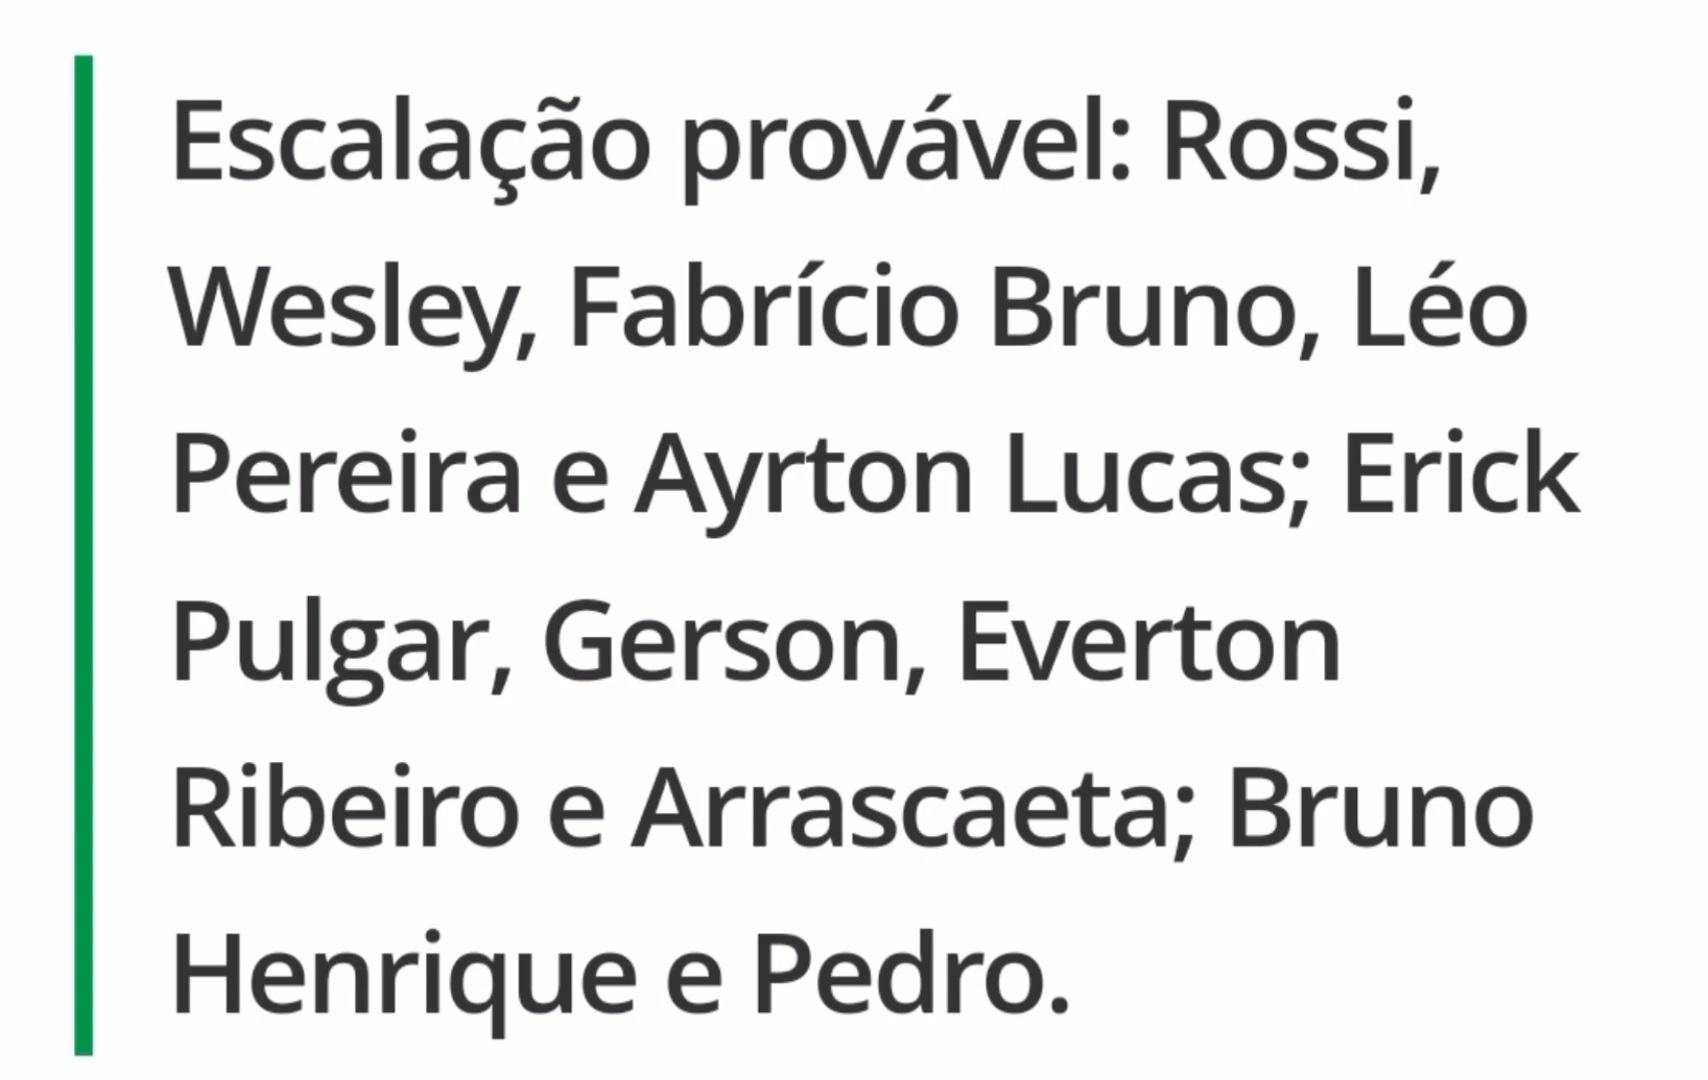 Escalação provável: Rossi,
Wesley, Fabrício Bruno, Léo
Pereira e Ayrton Lucas; Erick
Pulgar, Gerson, Everton
Ribeiro e Arrascaeta; Bruno
Henrique e Pedro.